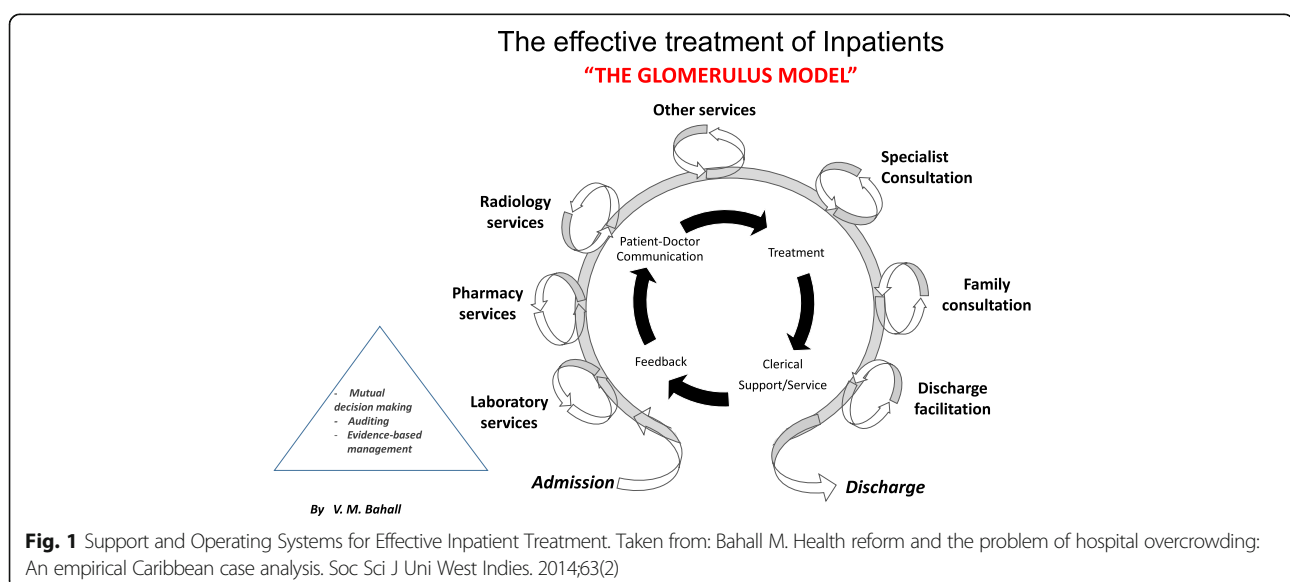 The effective treatment of Inpatients
“THE GLOMERULUS MODEL”
Other services
Specialist
Consultation
Radiology
services
Patient-Doctor
Communication
Treatment
Pharmacy
services
Family
consultation
Feedback
Clerical
Support/Service
Laboratory
services
Discharge
facilitation
- Mutual
decision making
- Auditing
- Evidence-based
management
Admission
Discharge
By V. M. Bahall
Fig. 1 Support and Operating Systems for Effective Inpatient Treatment. Taken from: Bahall M. Health reform and the problem of hospital overcrowding:
An empirical Caribbean case analysis. Soc Sci J Uni West Indies. 2014;63(2)